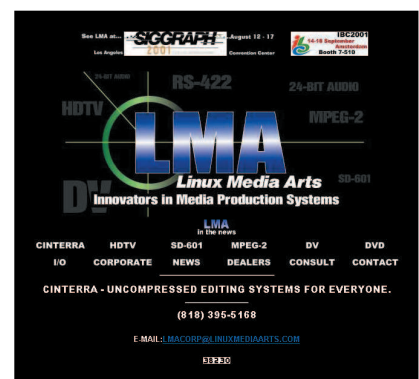 See LMA at... SIGGRAPH 2001 August 12 - 17
Los Angeles Convention Center
IBC2001
14-18 September
Amsterdam
Booth 7-519
24-BIT AUDIO
RS-422
24-BIT AUDIO
HDTV
MPEG-2
LMA
DV
Linux Media Arts
SD-601
Innovators in Media Production Systems
LMA
in the news
CINTERRA HDTV SD-601 MPEG-2 DV DVD
I/O CORPORATE NEWS DEALERS CONSULT CONTACT
CINTERRA - UNCOMPRESSED EDITING SYSTEMS FOR EVERYONE.
(818) 395-5168
E-MAIL:LMACORP@LINUXMEDIAARTS.COM
38230